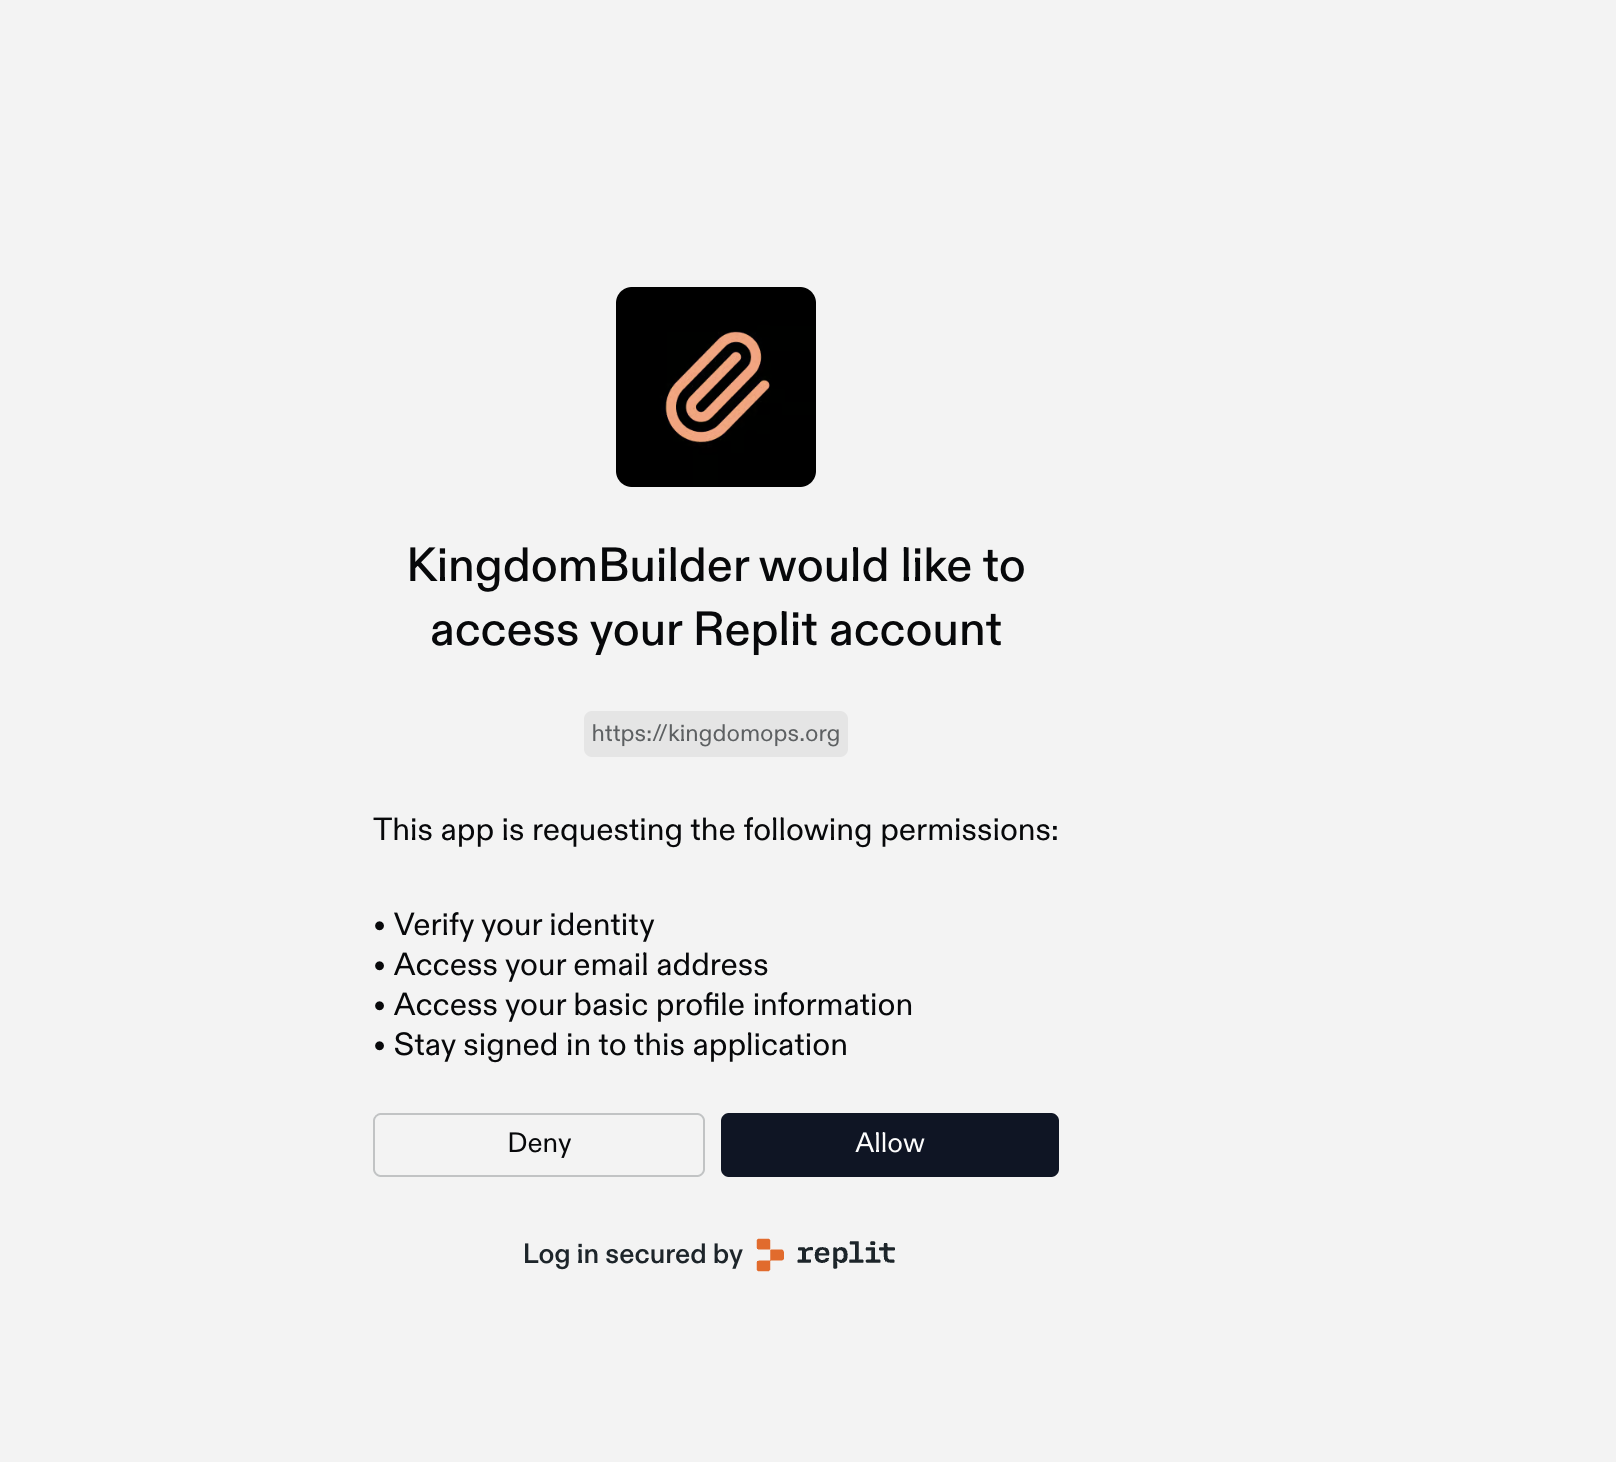 KingdomBuilder would like to
access your Replit account
https://kingdomops.org
This app is requesting the following permissions:
• Verify your identity
• Access your email address
• Access your basic profile information
• Stay signed in to this application
Deny
Allow
Log in secured by replit